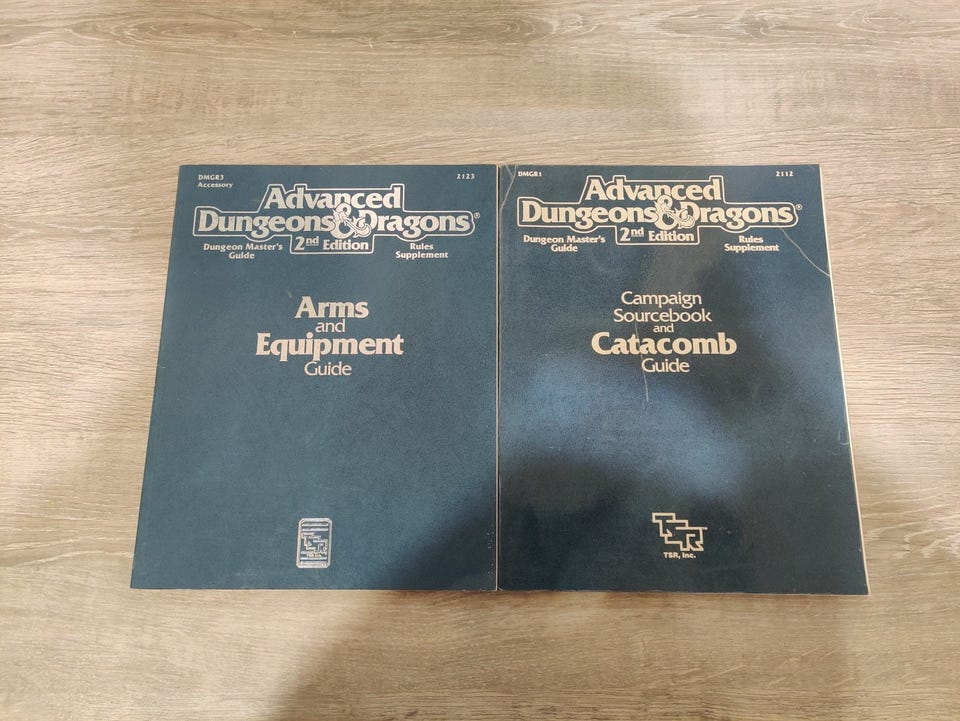 DMGR3
Accessory
2123
Advanced
Dungeons & Dragons®
2nd Edition
Dungeon Master's
Guide
Rules
Supplement
Arms
and
Equipment
Guide
DMGR1
2112
Advanced
Dungeons & Dragons®
2nd Edition
Dungeon Master's
Guide
Rules
Supplement
Campaign
Sourcebook
and
Catacomb
Guide
TSR™
TSR, Inc.